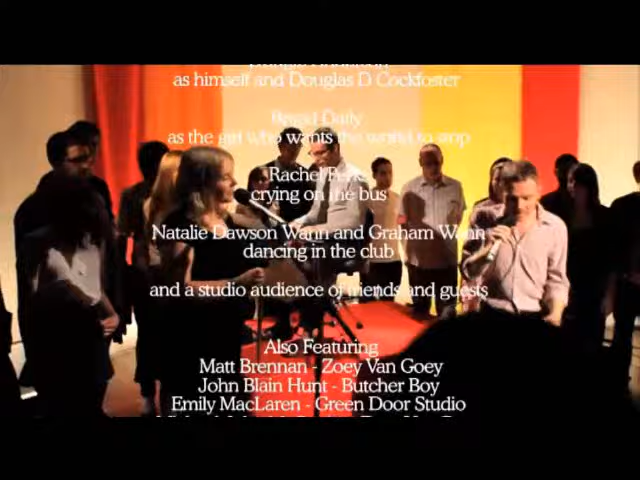 as himself and Douglas D Cockfoster
Daily
as the girl who wants the world to stop
Rachel
crying on the bus
Natalie Dawson Wann and Graham Wann
dancing in the club
and a studio audience of friends and guests
Also Featuring
Matt Brennan - Zoey Van Goey
John Blain Hunt - Butcher Boy
Emily MacLaren - Green Door Studio